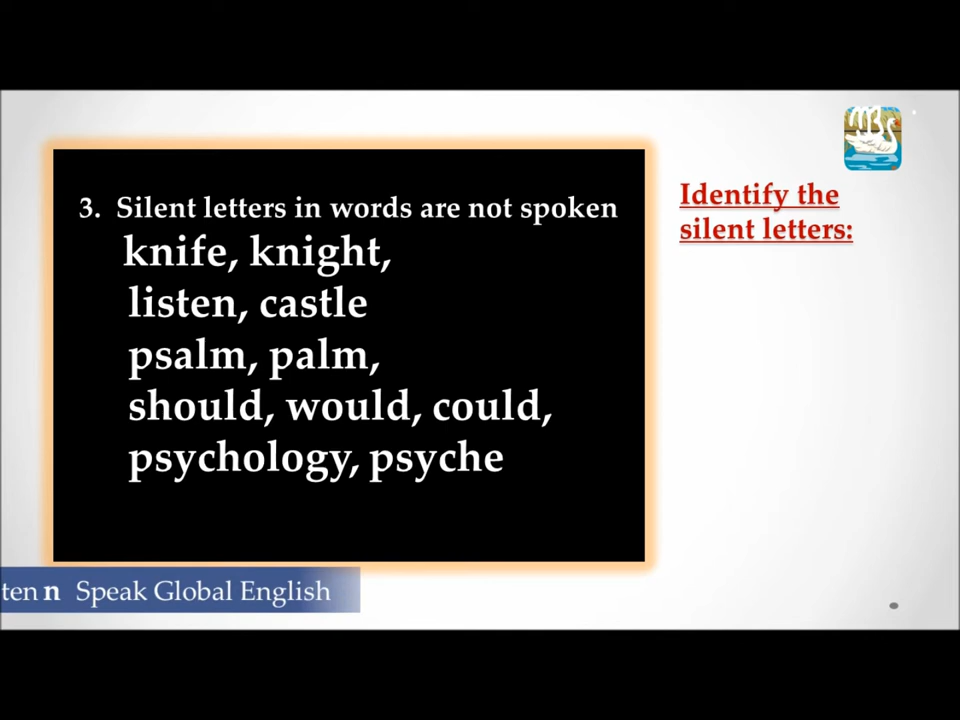 3. Silent letters in words are not spoken
knife, knight,
listen, castle
psalm, palm,
should, would, could,
psychology, psyche
Identify the
silent letters:
ten n Speak Global English